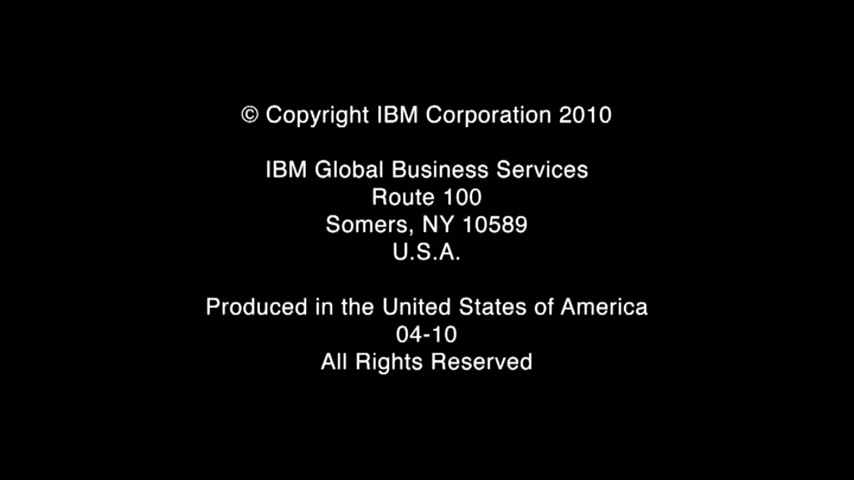 © Copyright IBM Corporation 2010
IBM Global Business Services
Route 100
Somers, NY 10589
U.S.A.
Produced in the United States of America
04-10
All Rights Reserved